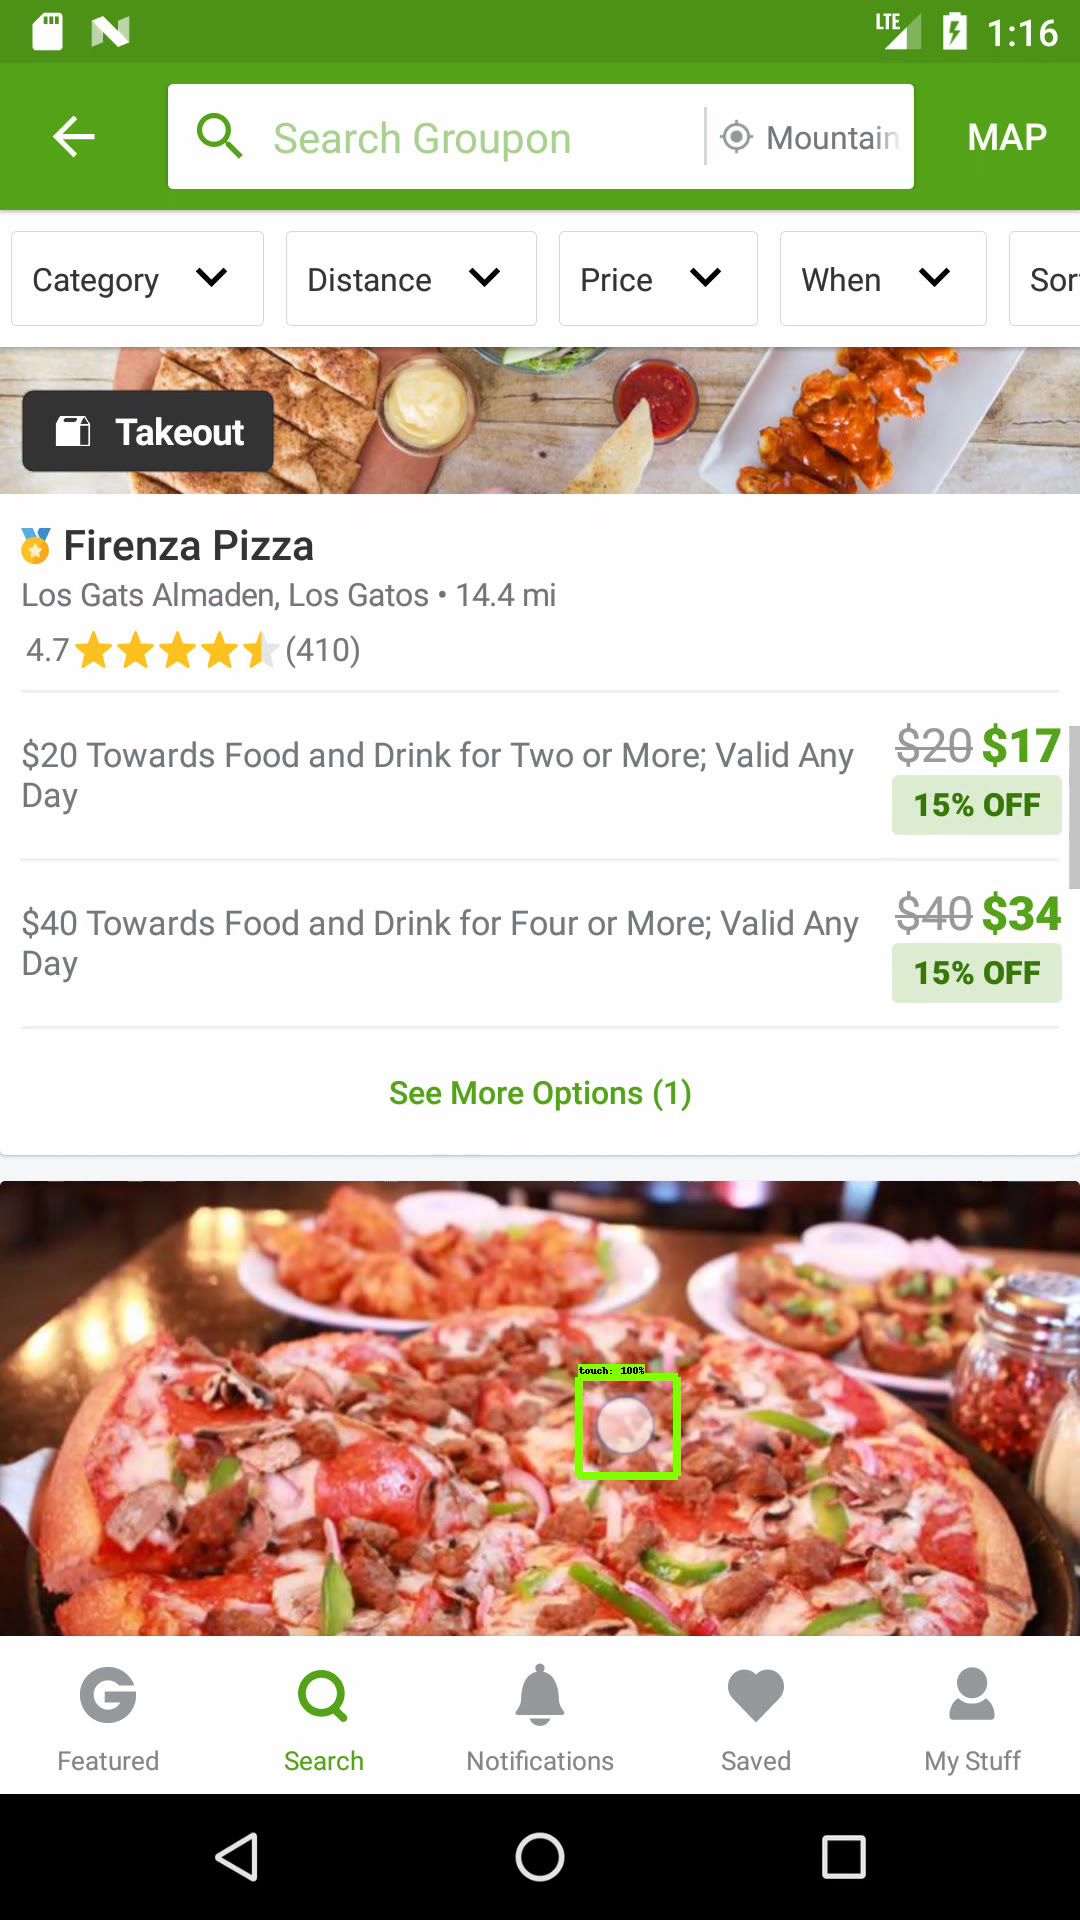 LTE 1:16
Search Groupon Mountain MAP
Category Distance Price When Sor
Takeout
Firenza Pizza
Los Gats Almaden, Los Gatos • 14.4 mi
4.7 (410)
$20 Towards Food and Drink for Two or More; Valid Any
Day
$20 $17
15% OFF
$40 Towards Food and Drink for Four or More; Valid Any
Day
$40 $34
15% OFF
See More Options (1)
touch: 100%
Featured Search Notifications Saved My Stuff